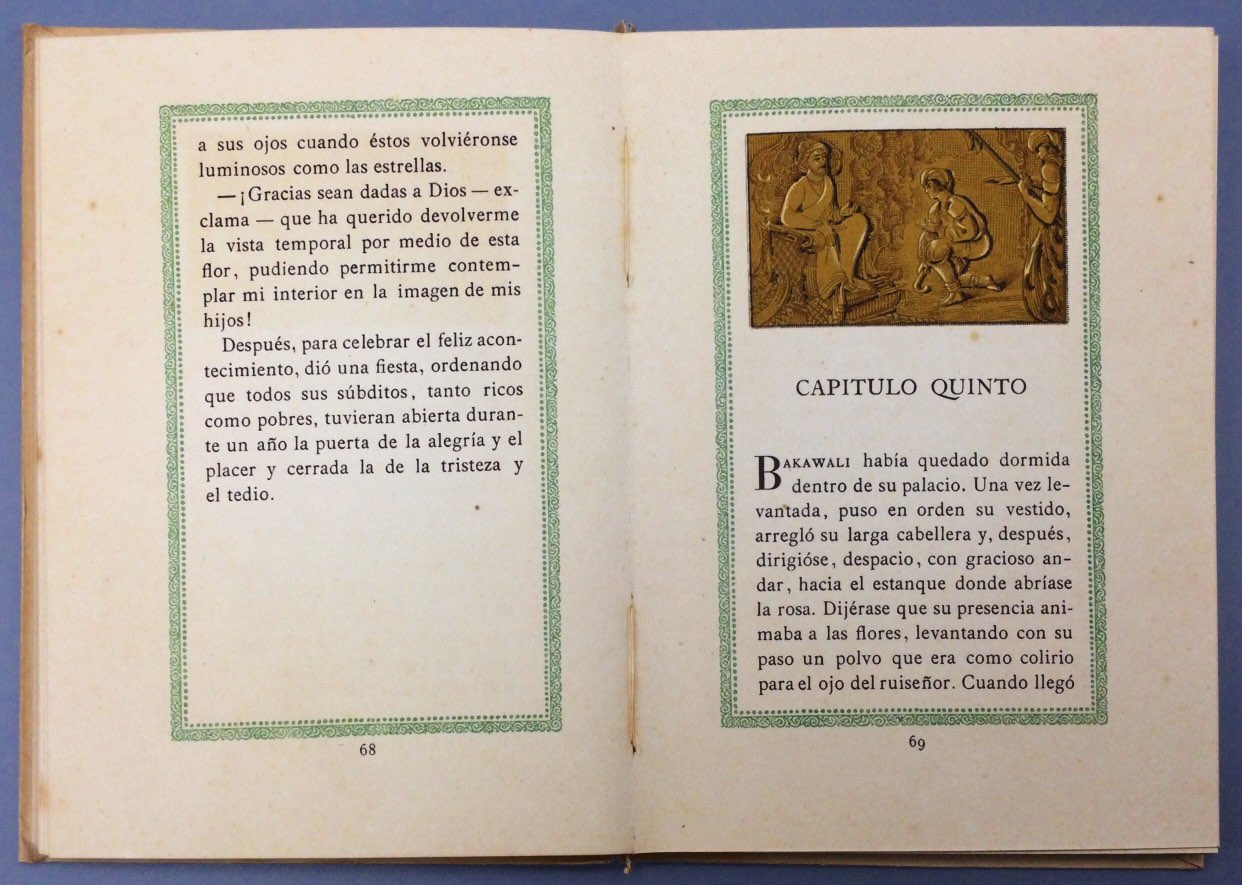 a sus ojos cuando éstos volviéronse
luminosos como las estrellas.
—¡Gracias sean dadas a Dios — ex-
clama — que ha querido devolverme
la vista temporal por medio de esta
flor, pudiendo permitirme contem-
plar mi interior en la imagen de mis
hijos!
Después, para celebrar el feliz acon-
tecimiento, dió una fiesta, ordenando
que todos sus súbditos, tanto ricos
como pobres, tuvieran abierta duran-
te un año la puerta de la alegría y el
placer y cerrada la de la tristeza y
el tedio.
68
CAPITULO QUINTO
BAKAWALI había quedado dormida
dentro de su palacio. Una vez le-
vantada, puso en orden su vestido,
arregló su larga cabellera y, después,
dirigióse, despacio, con gracioso an-
dar, hacia el estanque donde abríase
la rosa. Dijérase que su presencia ani-
maba a las flores, levantando con su
paso un polvo que era como colirio
para el ojo del ruiseñor. Cuando llegó
69